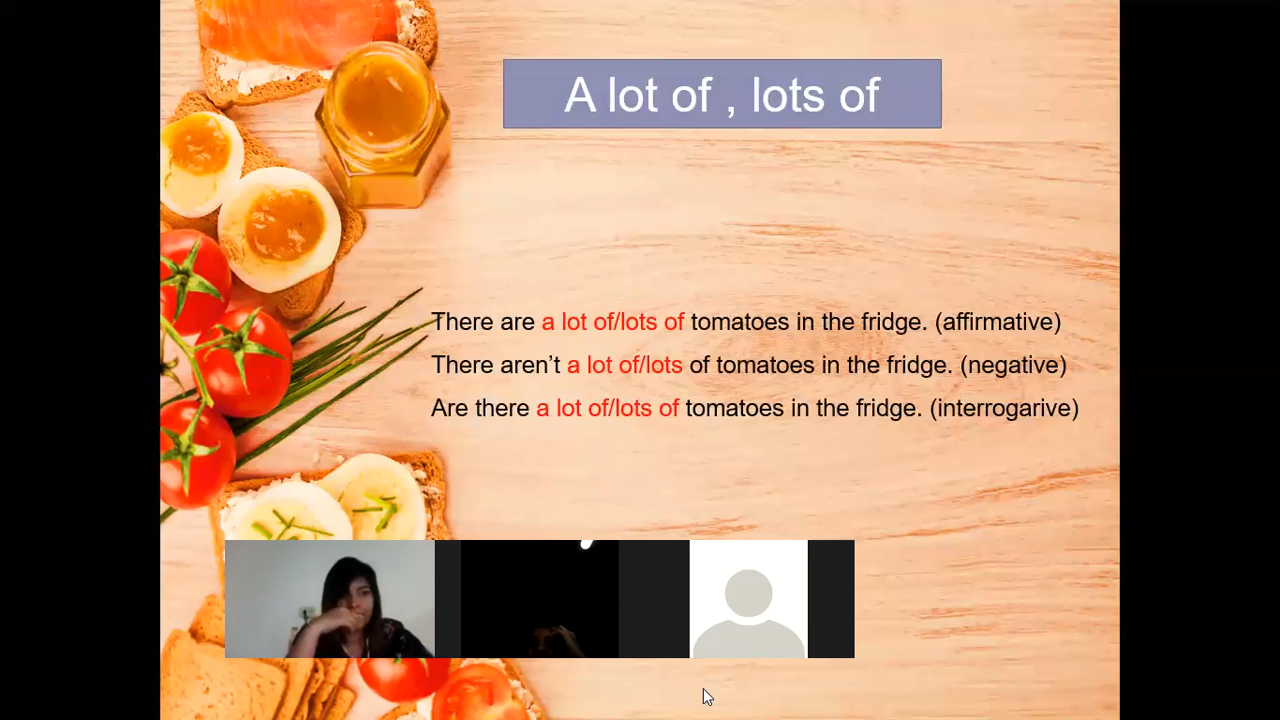 A lot of , lots of
There are a lot of/lots of tomatoes in the fridge. (affirmative)
There aren’t a lot of/lots of tomatoes in the fridge. (negative)
Are there a lot of/lots of tomatoes in the fridge. (interrogarive)